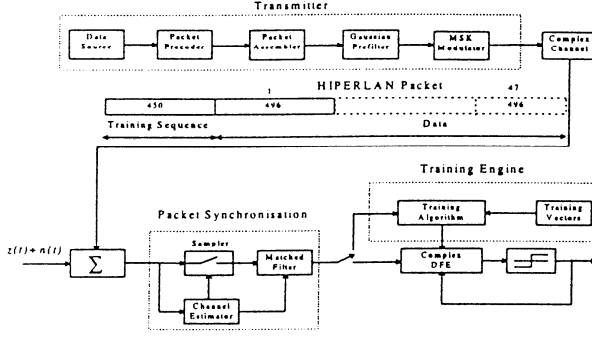 Transmitter
Data Source
Packet Precoder
Packet Assembler
Gaussian Prefilter
MSK Modulator
Complex Channel
1 HIPERLAN Packet 47
450 496 496
Training Sequence Data
Training Engine
Training Algorithm
Training Vectors
Packet Synchronisation
Sampler
Matched Filter
z(t) + n(t)
Σ
Complex DFE
Channel Estimator